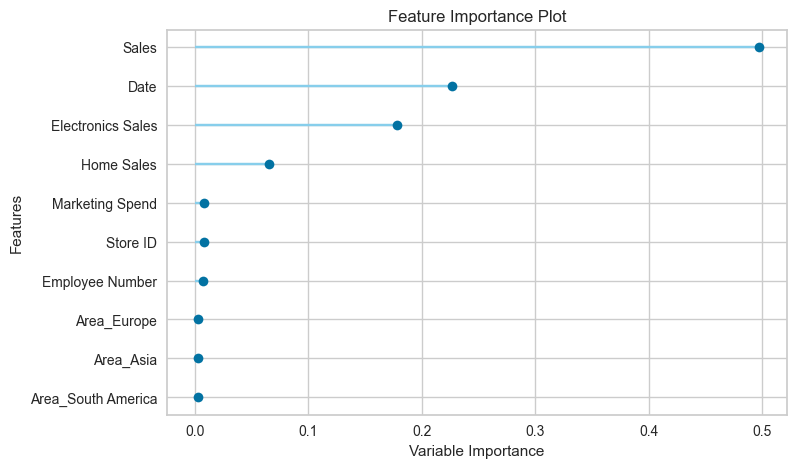 Feature Importance Plot
Sales
Date
Electronics Sales
Home Sales
Marketing Spend
Store ID
Employee Number
Area_Europe
Area_Asia
Area_South America
Features
0.0 0.1 0.2 0.3 0.4 0.5
Variable Importance